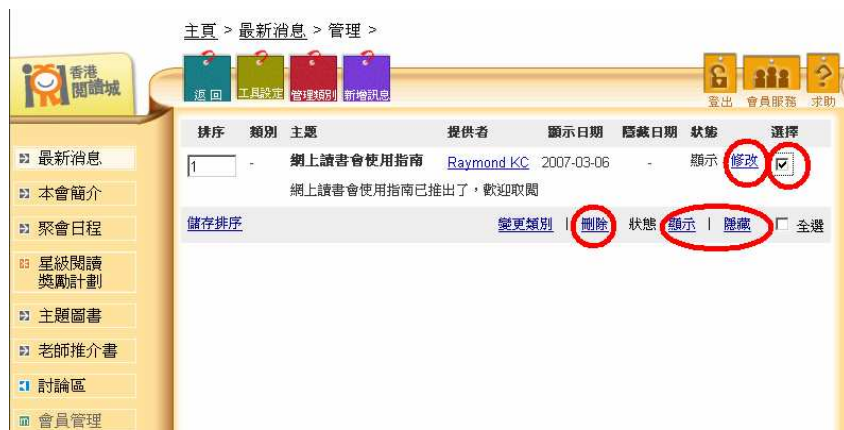 主頁 > 最新消息 > 管理 >
香港
閱讀城
返回 工具設定 管理類別 新增訊息
登出 會員服務 求助
排序 類別 主題 提供者 顯示日期 隱藏日期 狀態 選擇
1 - 網上讀書會使用指南 Raymond KC 2007-03-06 - 顯示 修改
網上讀書會使用指南已推出了，歡迎取閱
儲存排序 變更類別 | 刪除 狀態 顯示 | 隱藏 全選
最新消息
本會簡介
聚會日程
星級閱讀
獎勵計劃
主題圖書
老師推介書
討論區
會員管理